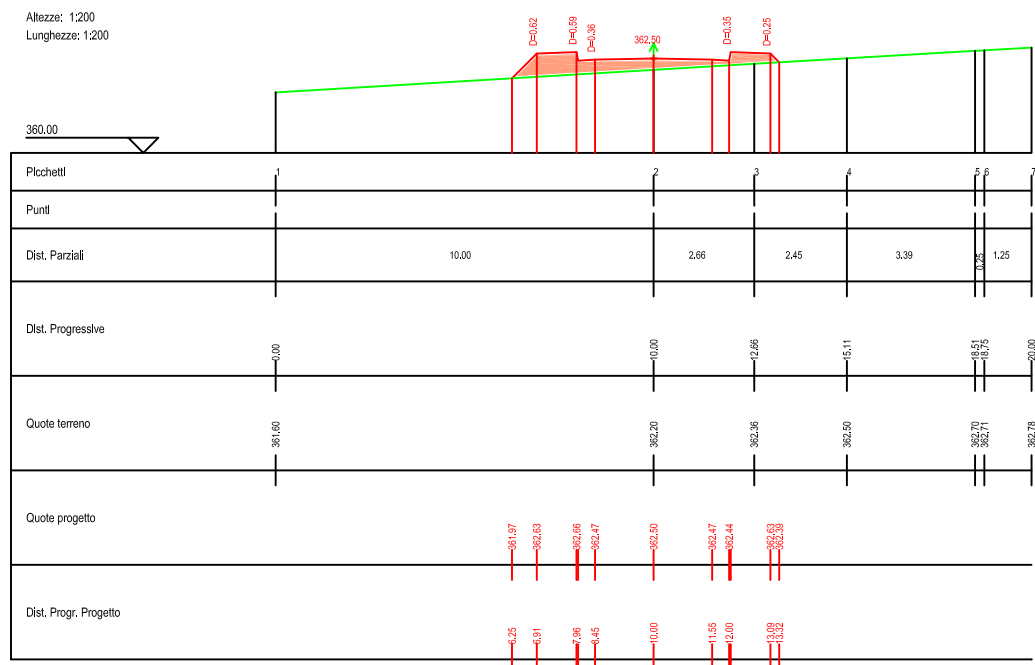 Altezze: 1:200
Lunghezze: 1:200
D=0.62
D=0.59
D=0.36
362.50
D=0.35
D=0.25
360.00
Picchetti
1 2 3 4 5 6 7
Punti
Dist. Parziali
10.00 2.66 2.45 3.39 0.25 1.25
Dist. Progressive
0.00 10.00 12.66 15.11 18.51 18.75 20.00
Quote terreno
361.60 362.20 362.36 362.50 362.70 362.71 362.78
Quote progetto
361.97 362.63 362.66 362.47 362.50 362.47 362.44 362.63 362.39
Dist. Progr. Progetto
6.25 6.91 7.96 8.45 10.00 11.55 12.00 13.09 13.32